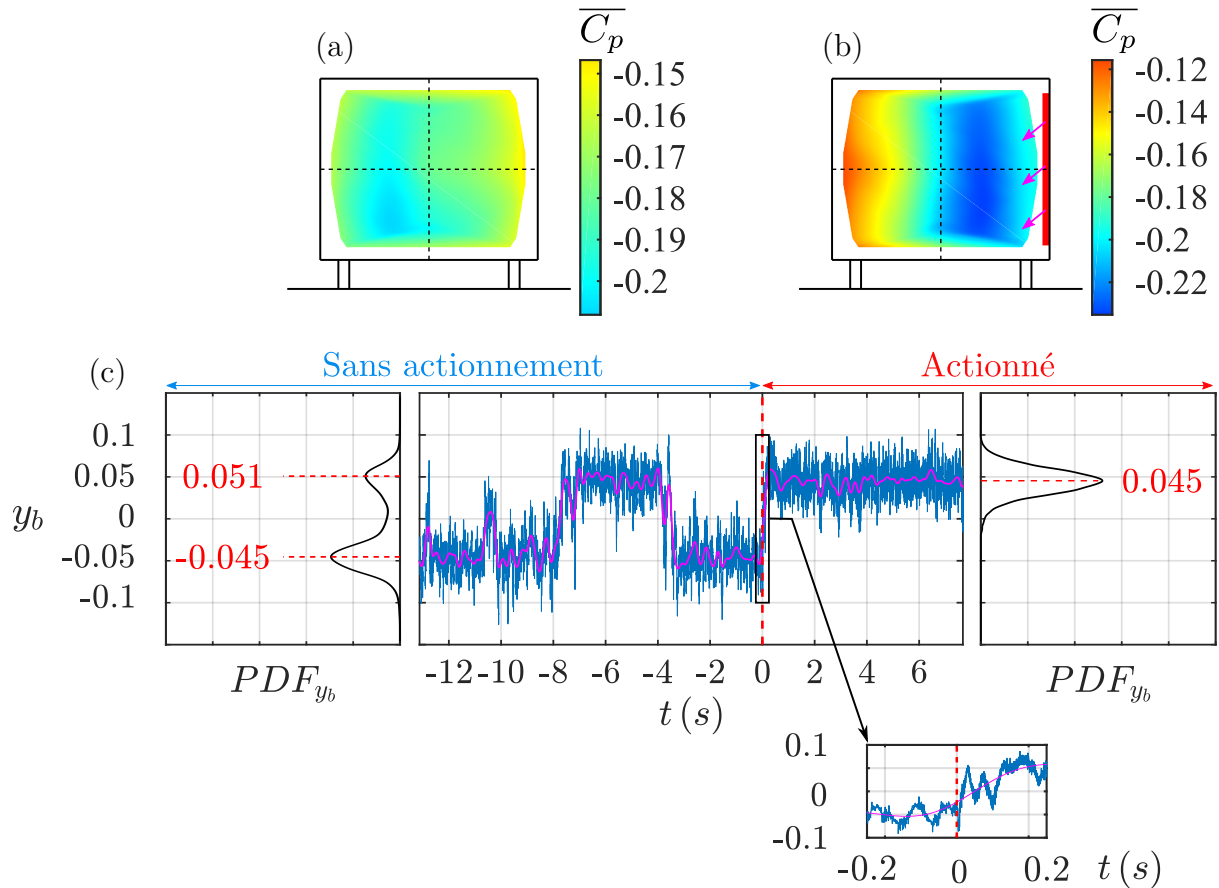 (a)
$\overline{C_p}$
-0.15
-0.16
-0.17
-0.18
-0.19
-0.2
(b)
$\overline{C_p}$
-0.12
-0.14
-0.16
-0.18
-0.2
-0.22
(c)
Sans actionnement
Actionné
0.1
0.05
0
-0.05
-0.1
y_b
0.051
-0.045
PDF_{y_b}
-12 -10 -8 -6 -4 -2 0 2 4 6
t (s)
0.045
PDF_{y_b}
0.1
0
-0.1
-0.2 0 0.2
t (s)